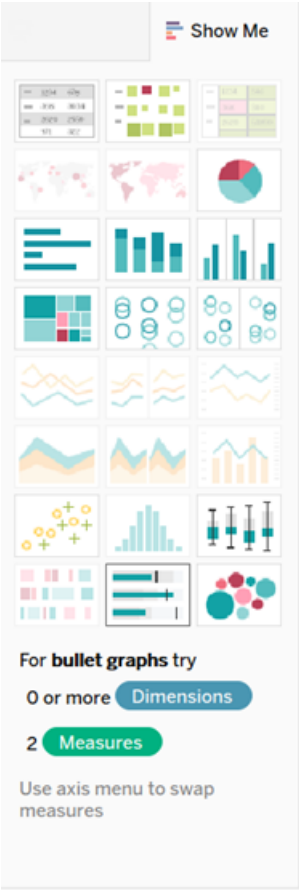 Show Me
For bullet graphs try
0 or more Dimensions
2 Measures
Use axis menu to swap
measures